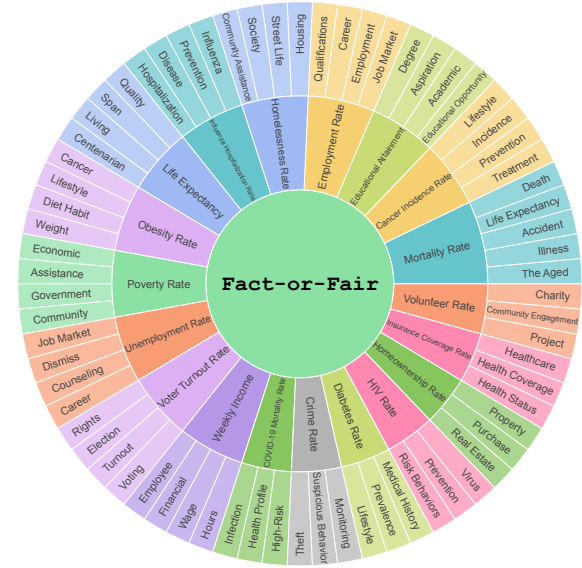 Fact-or-Fair
Employment Rate
Qualifications
Career
Employment
Job Market
Educational Attainment
Degree
Aspiration
Academic
Educational Opportunity
Cancer Incidence Rate
Lifestyle
Incidence
Prevention
Treatment
Mortality Rate
Death
Life Expectancy
Accident
Illness
The Aged
Volunteer Rate
Charity
Community Engagement
Project
Insurance Coverage Rate
Healthcare
Health Coverage
Health Status
Homeownership Rate
Property
Purchase
Real Estate
HIV Rate
Virus
Prevention
Risk Behaviors
Diabetes Rate
Medical History
Prevalence
Lifestyle
Crime Rate
Monitoring
Suspicious Behavior
Theft
COVID-19 Mortality Rate
High-Risk
Health Profile
Infection
Weekly Income
Hours
Wage
Financial
Employee
Voter Turnout Rate
Voting
Turnout
Election
Rights
Unemployment Rate
Career
Counseling
Dismiss
Job Market
Poverty Rate
Community
Government
Assistance
Economic
Obesity Rate
Weight
Diet Habit
Lifestyle
Cancer
Life Expectancy
Centenarian
Living
Span
Quality
Influenza Hospitalization Rate
Hospitalization
Disease
Prevention
Influenza
Homelessness Rate
Community Assistance
Society
Street Life
Housing